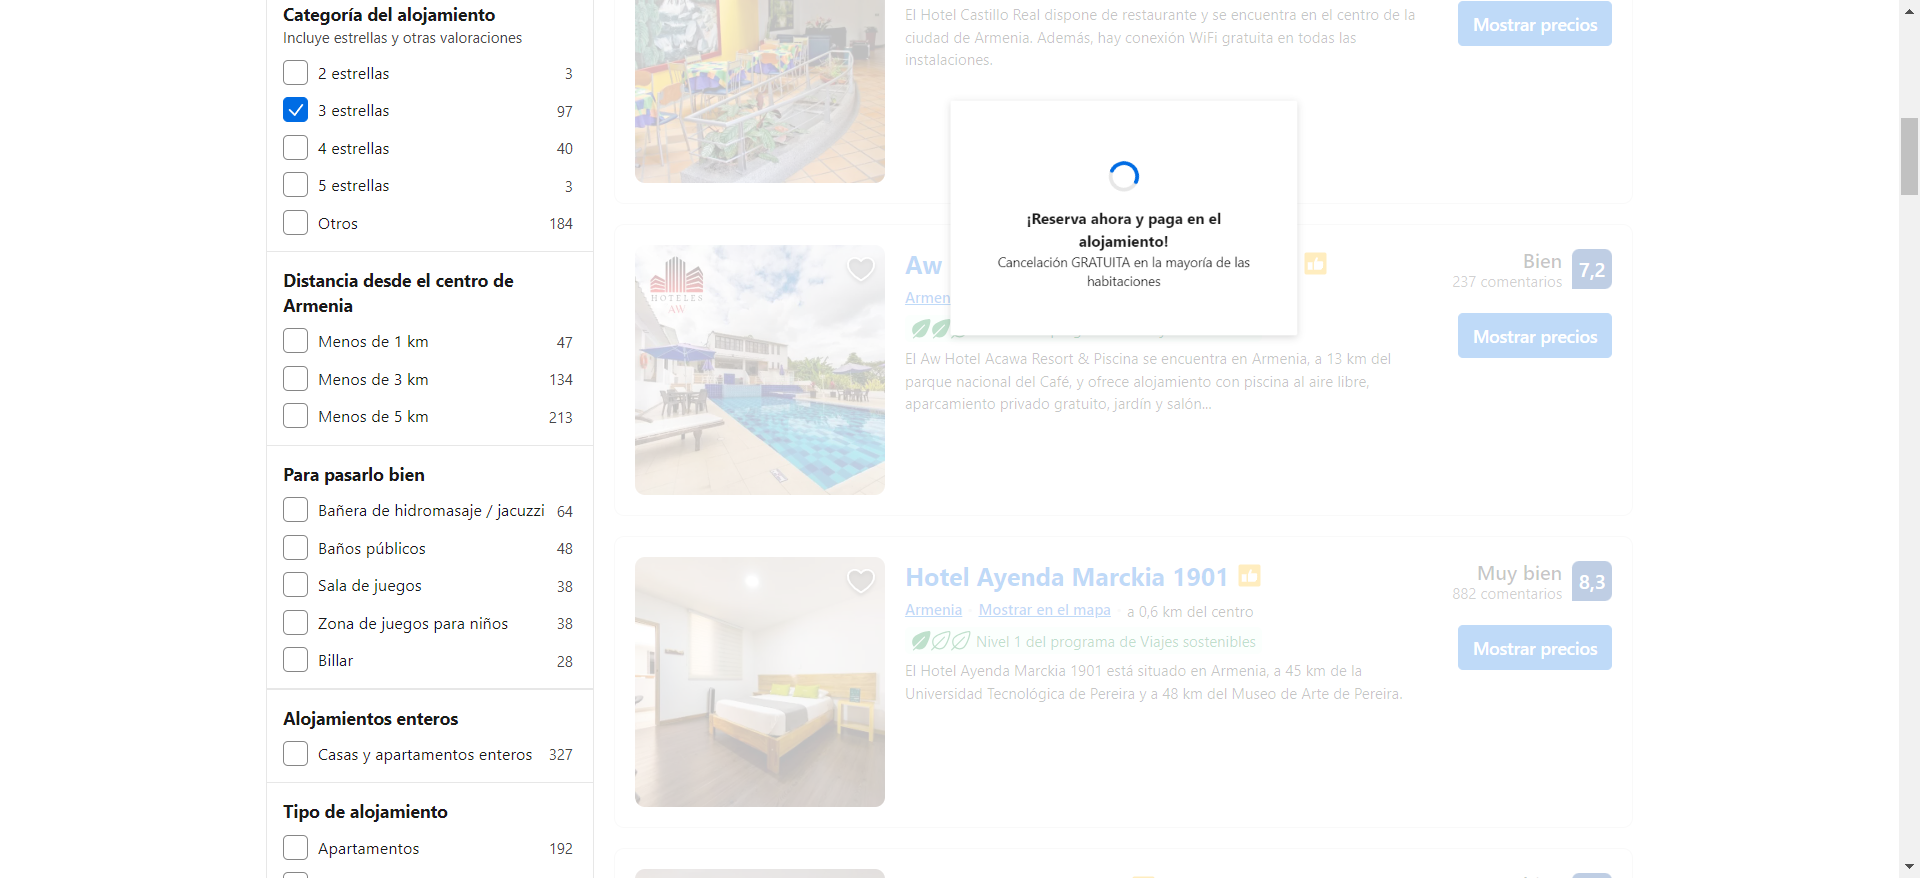 Categoría del alojamiento
Incluye estrellas y otras valoraciones
2 estrellas 3
3 estrellas 97
4 estrellas 40
5 estrellas 3
Otros 184
Distancia desde el centro de
Armenia
Menos de 1 km 47
Menos de 3 km 134
Menos de 5 km 213
Para pasarlo bien
Bañera de hidromasaje / jacuzzi 64
Baños públicos 48
Sala de juegos 38
Zona de juegos para niños 38
Billar 28
Alojamientos enteros
Casas y apartamentos enteros 327
Tipo de alojamiento
Apartamentos 192
El Hotel Castillo Real dispone de restaurante y se encuentra en el centro de la
ciudad de Armenia. Además, hay conexión WiFi gratuita en todas las
instalaciones.
Mostrar precios
¡Reserva ahora y paga en el
alojamiento!
Cancelación GRATUITA en la mayoría de las
habitaciones
HOTELES
AW
Aw
Armen
Bien
237 comentarios
7,2
Mostrar precios
El Aw Hotel Acawa Resort & Piscina se encuentra en Armenia, a 13 km del
parque nacional del Café, y ofrece alojamiento con piscina al aire libre,
aparcamiento privado gratuito, jardín y salón...
Hotel Ayenda Marckia 1901
Armenia · Mostrar en el mapa · a 0,6 km del centro
Nivel 1 del programa de Viajes sostenibles
El Hotel Ayenda Marckia 1901 está situado en Armenia, a 45 km de la
Universidad Tecnológica de Pereira y a 48 km del Museo de Arte de Pereira.
Muy bien
882 comentarios
8,3
Mostrar precios